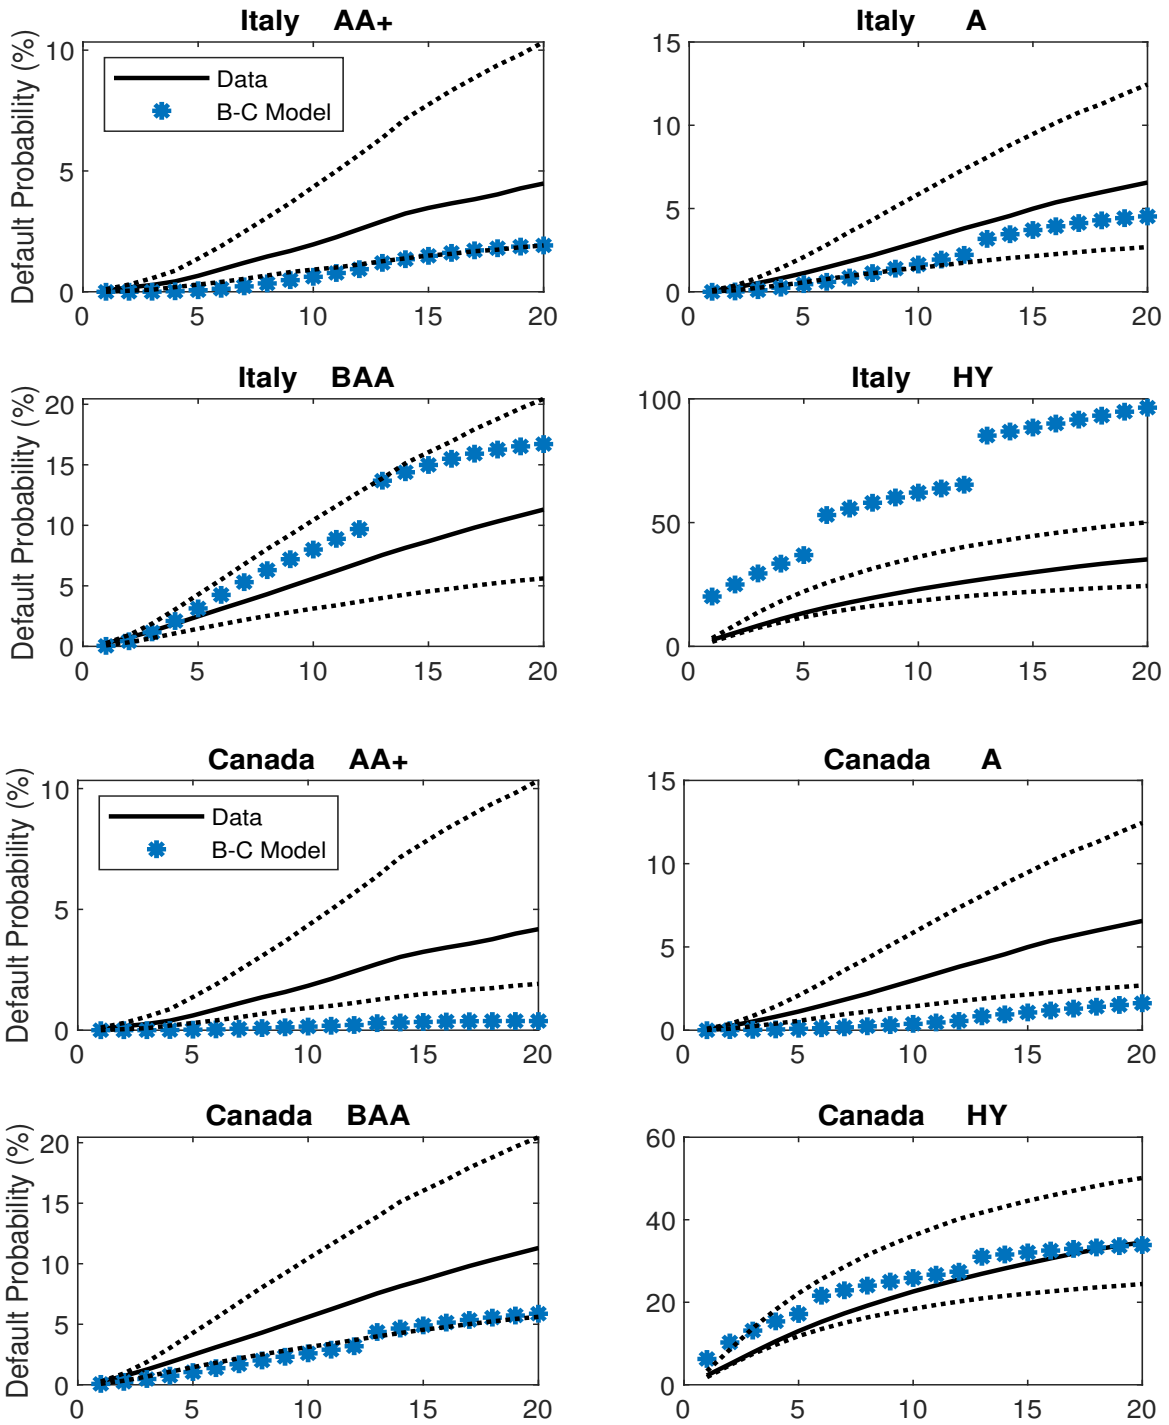 Italy AA+
Default Probability (%)
10
5
0
Data
B-C Model
0 5 10 15 20
Italy A
15
10
5
0
0 5 10 15 20
Italy BAA
Default Probability (%)
20
15
10
5
0
0 5 10 15 20
Italy HY
100
50
0
0 5 10 15 20
Canada AA+
Default Probability (%)
10
5
0
Data
B-C Model
0 5 10 15 20
Canada A
15
10
5
0
0 5 10 15 20
Canada BAA
Default Probability (%)
20
15
10
5
0
0 5 10 15 20
Canada HY
60
40
20
0
0 5 10 15 20